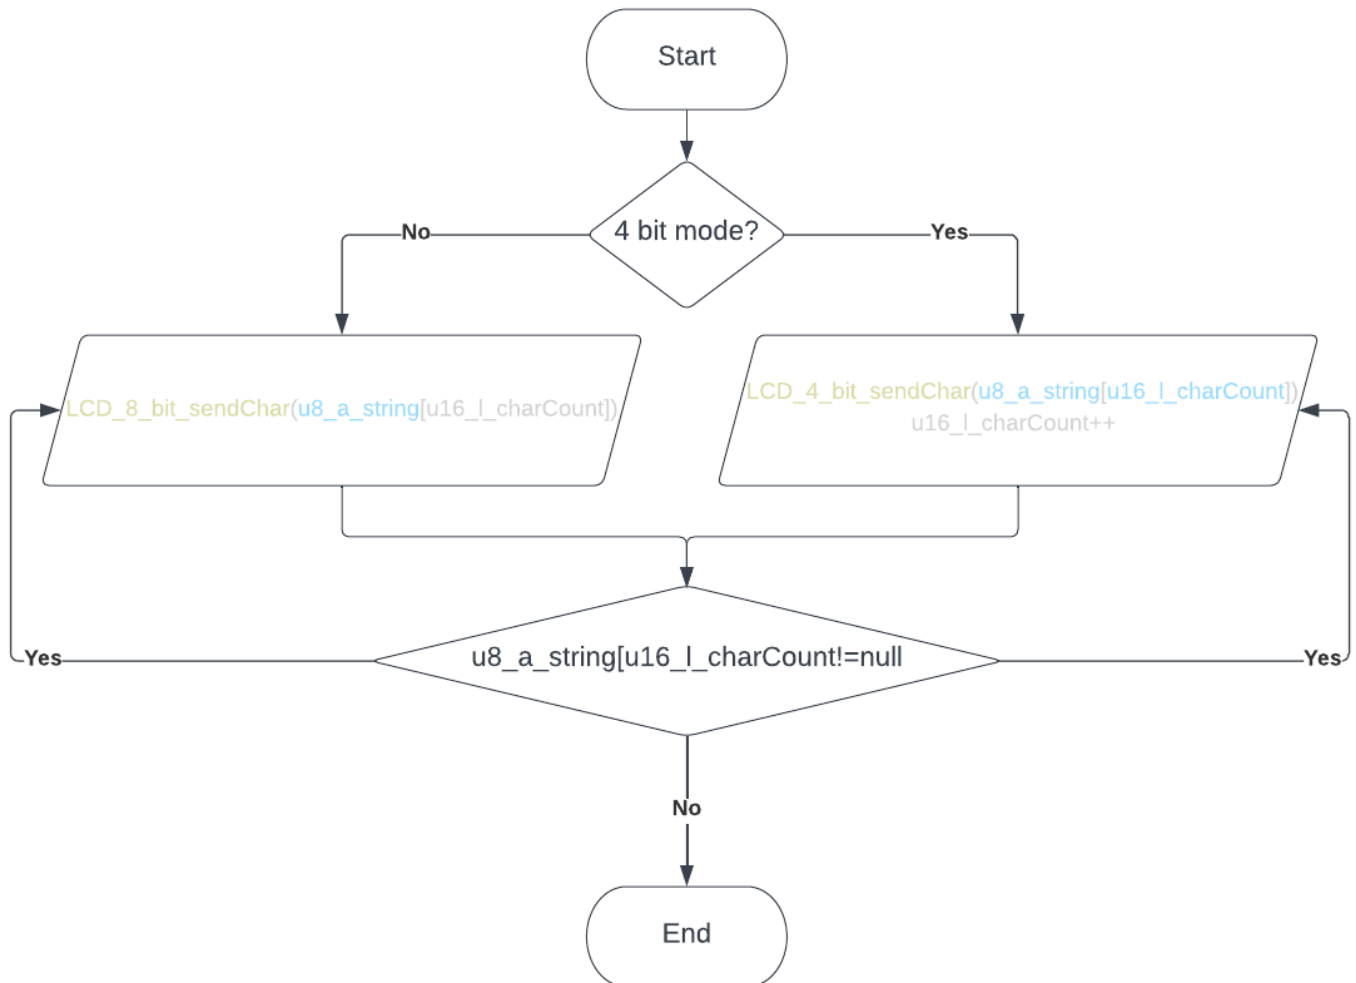 Start
4 bit mode?
No
Yes
LCD_8_bit_sendChar(u8_a_string[u16_l_charCount])
LCD_4_bit_sendChar(u8_a_string[u16_l_charCount])
u16_l_charCount++
u8_a_string[u16_l_charCount!=null
Yes
Yes
No
End